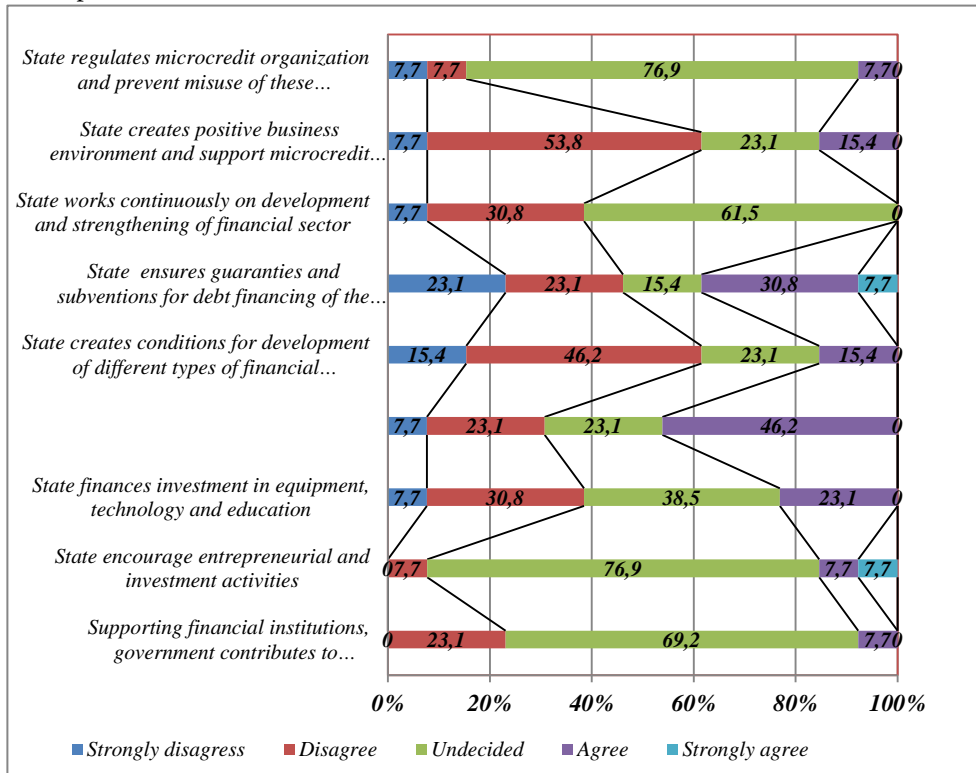 State regulates microcredit organization
and prevent misuse of these…
7,7 7,7 76,9 7,7 0
State creates positive business
environment and support microcredit…
7,7 53,8 23,1 15,4 0
State works continuously on development
and strengthening of financial sector
7,7 30,8 61,5 0
State ensures guaranties and
subventions for debt financing of the…
23,1 23,1 15,4 30,8 7,7
State creates conditions for development
of different types of financial…
15,4 46,2 23,1 15,4 0
7,7 23,1 23,1 46,2 0
State finances investment in equipment,
technology and education
7,7 30,8 38,5 23,1 0
State encourage entrepreneurial and
investment activities
0 7,7 76,9 7,7 7,7
Supporting financial institutions,
government contributes to…
0 23,1 69,2 7,7 0
0% 20% 40% 60% 80% 100%
Strongly disagress Disagree Undecided Agree Strongly agree